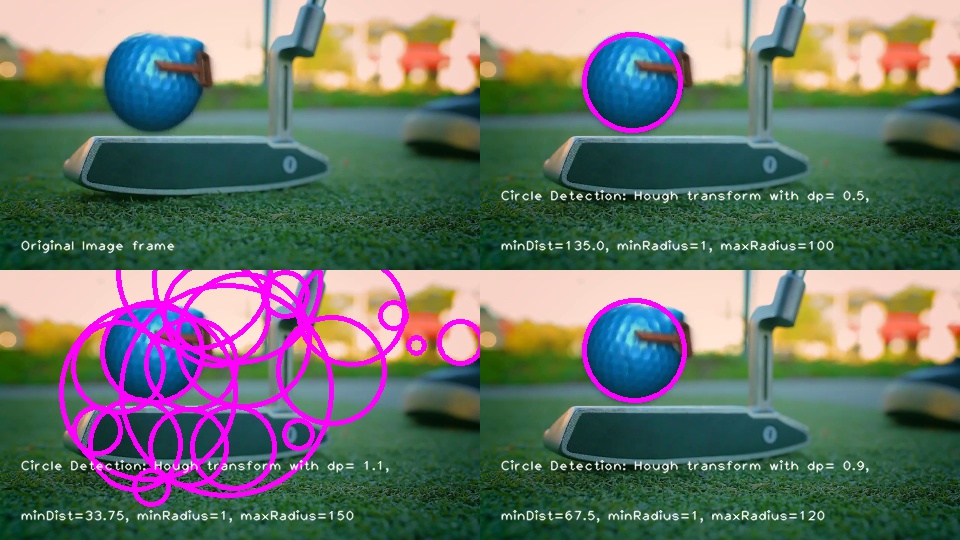 Original Image frame
Circle Detection: Hough transform with dp= 0.5,
minDist=135.0, minRadius=1, maxRadius=100
Circle Detection: Hough transform with dp= 1.1,
minDist=33.75, minRadius=1, maxRadius=150
Circle Detection: Hough transform with dp= 0.9,
minDist=67.5, minRadius=1, maxRadius=120